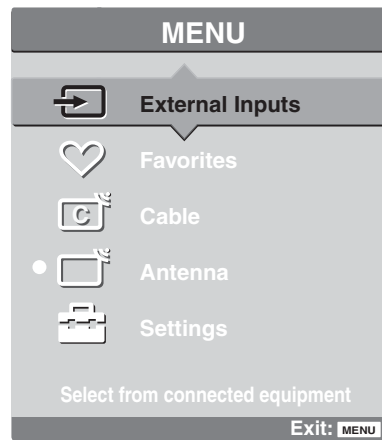 MENU
External Inputs
Favorites
C Cable
Antenna
Settings
Select from connected equipment
Exit: MENU